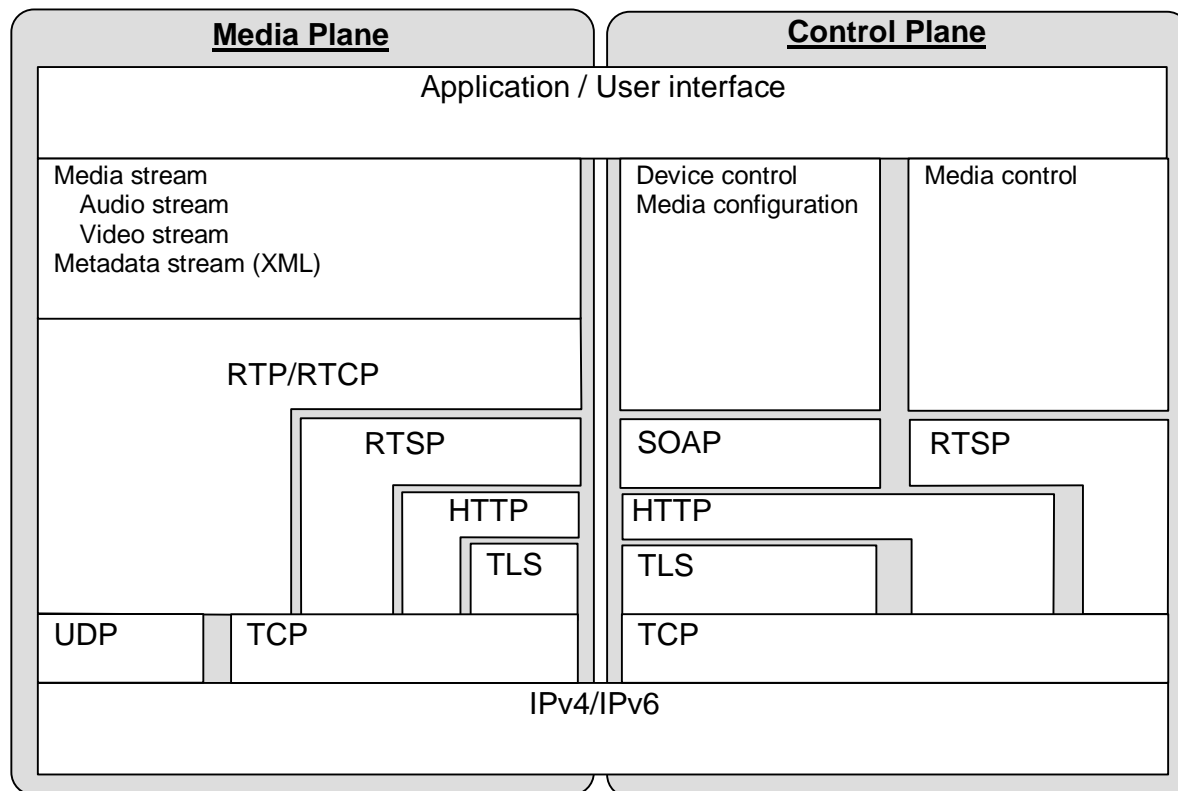 Media Plane
Control Plane
Application / User interface
Media stream
Audio stream
Video stream
Metadata stream (XML)
Device control
Media configuration
Media control
RTP/RTCP
RTSP
SOAP
RTSP
HTTP
HTTP
TLS
TLS
UDP
TCP
TCP
IPv4/IPv6